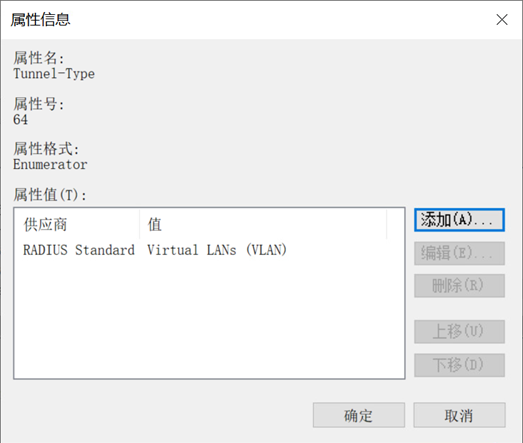 属性信息
属性名:
Tunnel-Type
属性号:
64
属性格式:
Enumerator
属性值(T):
供应商 值
RADIUS Standard Virtual LANs (VLAN)
添加(A)...
编辑(E)...
删除(R)
上移(U)
下移(D)
确定 取消